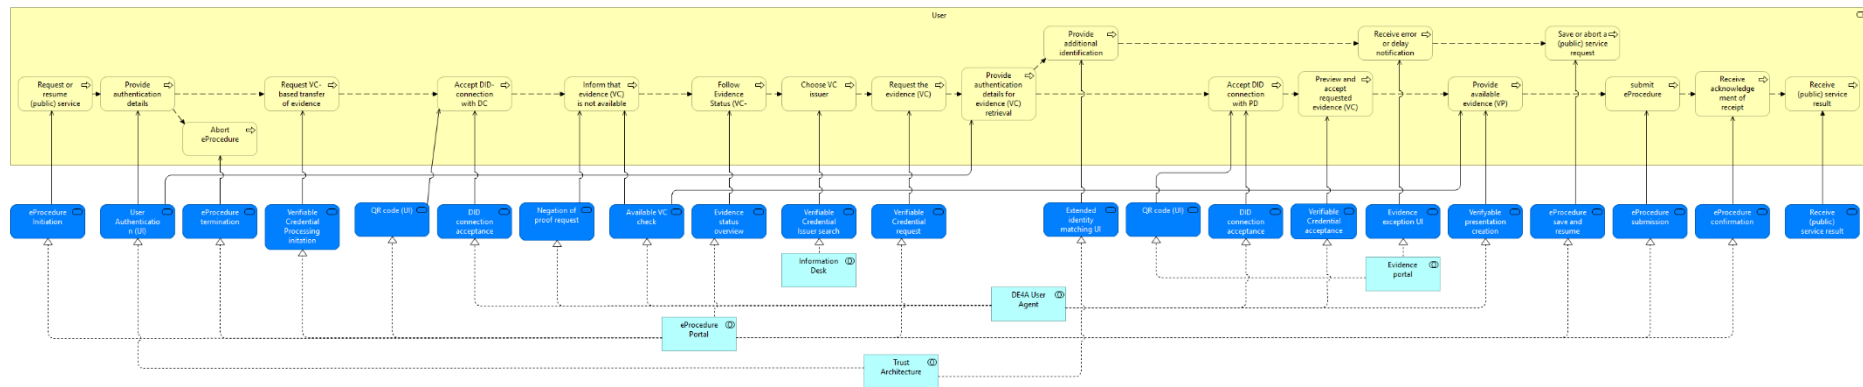 User
Provide
additional
identification
Receive error
or delay
notification
Save or abort a
(public) service
request
Request or
resume
(public) service
Provide
authentication
details
Request VC-
based transfer
of evidence
Accept DID-
connection
with DC
Inform that
evidence (VC)
is not available
Follow
Evidence
Status (VC-
Choose VC
issuer
Request the
evidence (VC)
Provide
authentication
details for
evidence (VC)
retrieval
Accept DID
connection
with PD
Preview and
accept
requested
evidence (VC)
Provide
available
evidence (VP)
submit
eProcedure
Receive
acknowledge
ment of
receipt
Receive
(public) service
result
Abort
eProcedure
eProcedure
Initiation
User
Authenticatio
n (UI)
eProcedure
termination
Verifiable
Credential
Processing
initation
QR code (UI)
DID
connection
acceptance
Negation of
proof request
Available VC
check
Evidence
status
overview
Verifiable
Credential
Issuer search
Verifiable
Credential
request
Extended
identity
matching UI
QR code (UI)
DID
connection
acceptance
Verifiable
Credential
acceptance
Evidence
exception UI
Verifyable
presentation
creation
eProcedure
save and
resume
eProcedure
submission
eProcedure
confirmation
Receive
(public)
service result
Information
Desk
Evidence
portal
DE4A User
Agent
eProcedure
Portal
Trust
Architecture